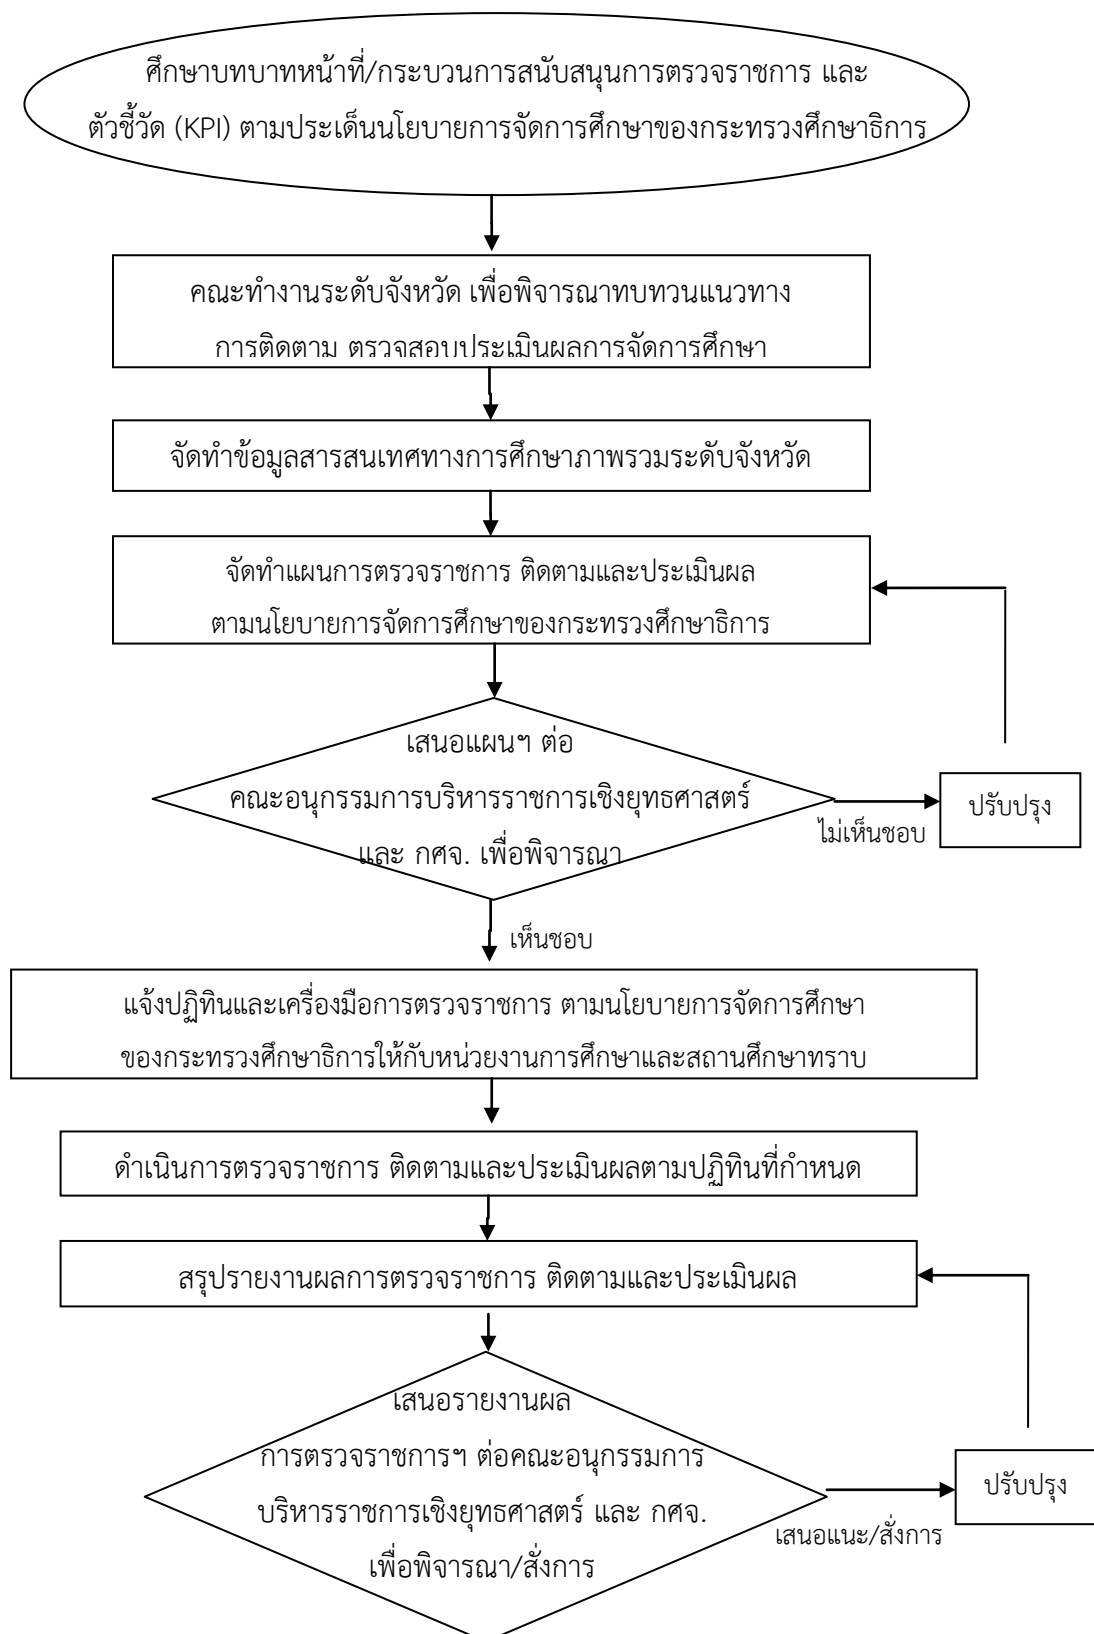 ศึกษาบทบาทหน้าที่/กระบวนการสนับสนุนการตรวจราชการ และ
ตัวชี้วัด (KPI) ตามประเด็นนโยบายการจัดการศึกษาของกระทรวงศึกษาธิการ
คณะทำงานระดับจังหวัด เพื่อพิจารณาทบทวนแนวทาง
การติดตาม ตรวจสอบประเมินผลการจัดการศึกษา
จัดทำข้อมูลสารสนเทศทางการศึกษาภาพรวมระดับจังหวัด
จัดทำแผนการตรวจราชการ ติดตามและประเมินผล
ตามนโยบายการจัดการศึกษาของกระทรวงศึกษาธิการ
เสนอแผนฯ ต่อ
คณะอนุกรรมการบริหารราชการเชิงยุทธศาสตร์
และ กศจ. เพื่อพิจารณา
ไม่เห็นชอบ
ปรับปรุง
เห็นชอบ
แจ้งปฏิทินและเครื่องมือการตรวจราชการ ตามนโยบายการจัดการศึกษา
ของกระทรวงศึกษาธิการให้กับหน่วยงานการศึกษาและสถานศึกษาทราบ
ดำเนินการตรวจราชการ ติดตามและประเมินผลตามปฏิทินที่กำหนด
สรุปรายงานผลการตรวจราชการ ติดตามและประเมินผล
เสนอรายงานผล
การตรวจราชการฯ ต่อคณะอนุกรรมการ
บริหารราชการเชิงยุทธศาสตร์ และ กศจ.
เพื่อพิจารณา/สั่งการ
เสนอแนะ/สั่งการ
ปรับปรุง